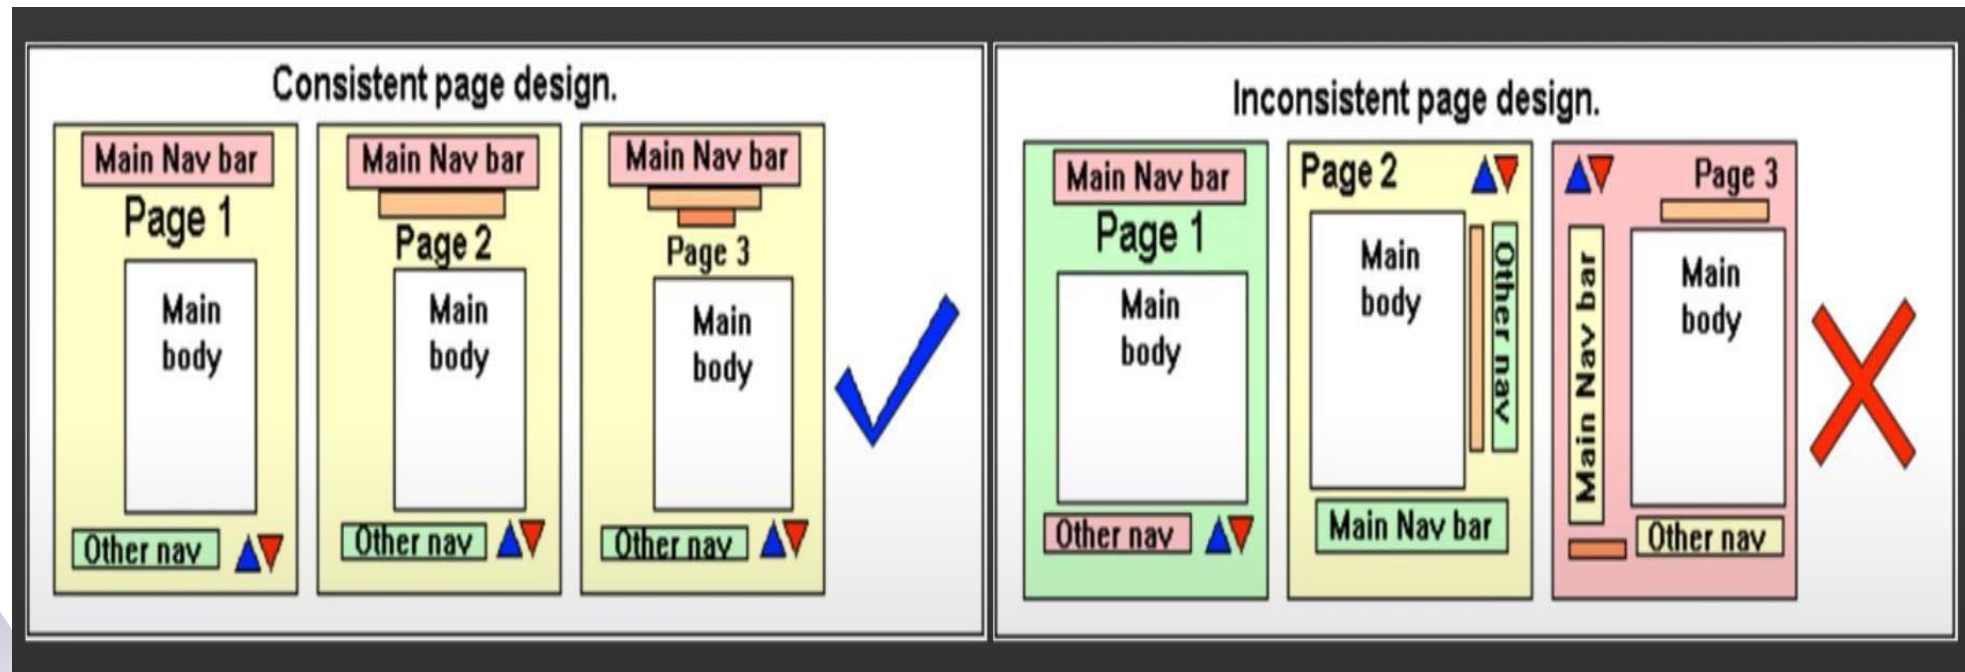 Consistent page design.
Main Nav bar
Page 1
Main
body
Other nav
Main Nav bar
Page 2
Main
body
Other nav
Main Nav bar
Page 3
Main
body
Other nav
Inconsistent page design.
Main Nav bar
Page 1
Main
body
Other nav
Page 2
Main
body
Other nav
Main Nav bar
Page 3
Main Nav bar
Main
body
Other nav